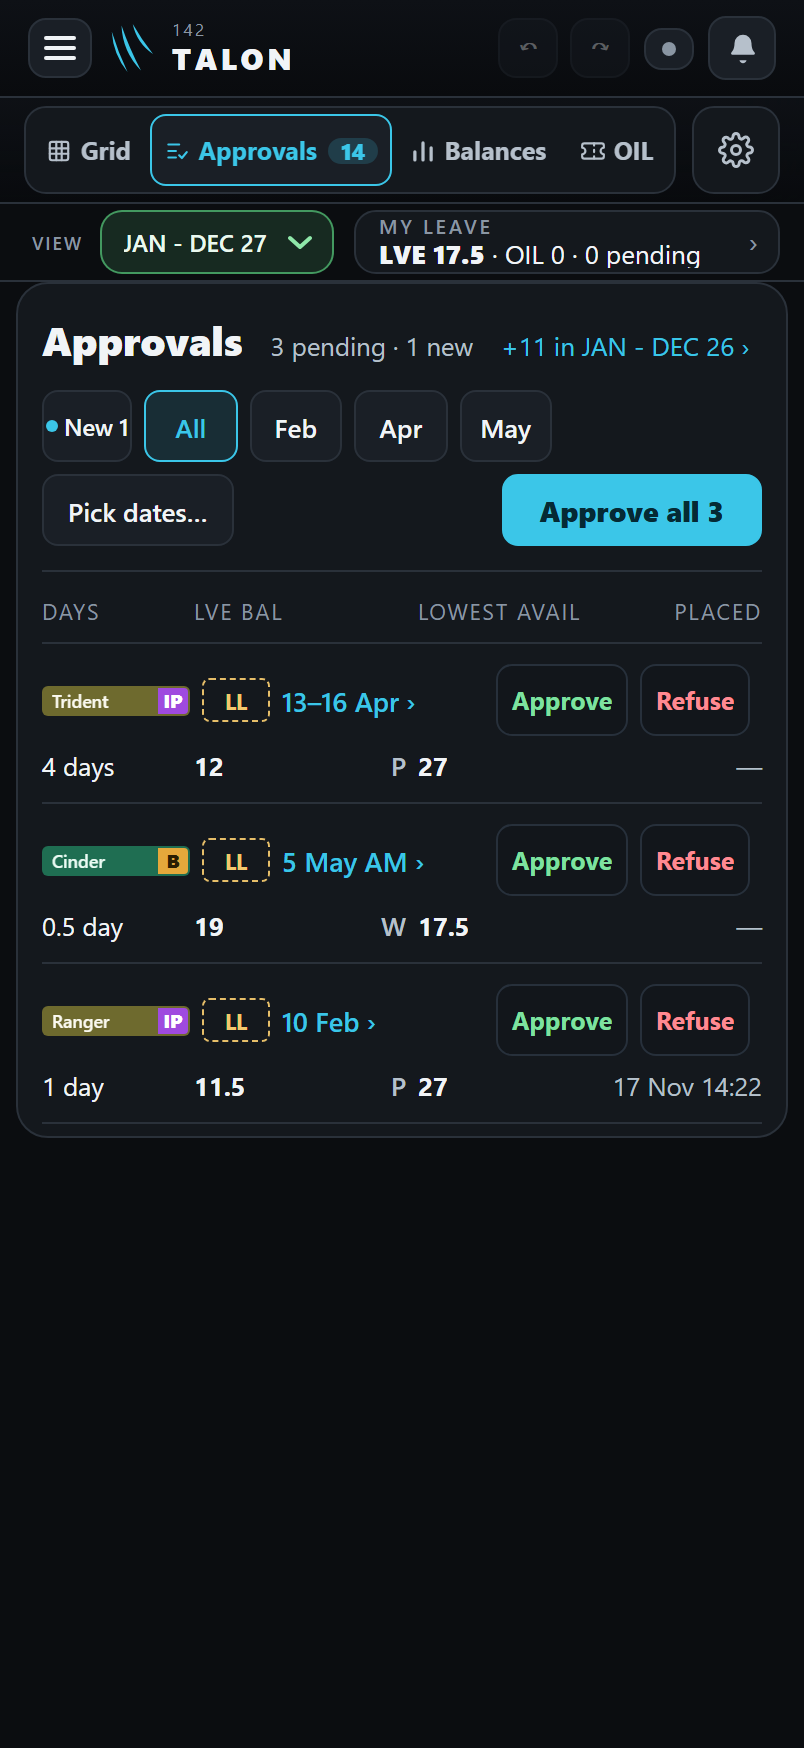 142
TALON
Grid
Approvals 14
Balances
OIL
VIEW
JAN - DEC 27
MY LEAVE
LVE 17.5 · OIL 0 · 0 pending ›
Approvals 3 pending · 1 new +11 in JAN - DEC 26 ›
New 1
All
Feb
Apr
May
Pick dates...
Approve all 3
DAYS LVE BAL LOWEST AVAIL PLACED
Trident IP LL 13–16 Apr › Approve Refuse
4 days 12 P 27 —
Cinder B LL 5 May AM › Approve Refuse
0.5 day 19 W 17.5 —
Ranger IP LL 10 Feb › Approve Refuse
1 day 11.5 P 27 17 Nov 14:22